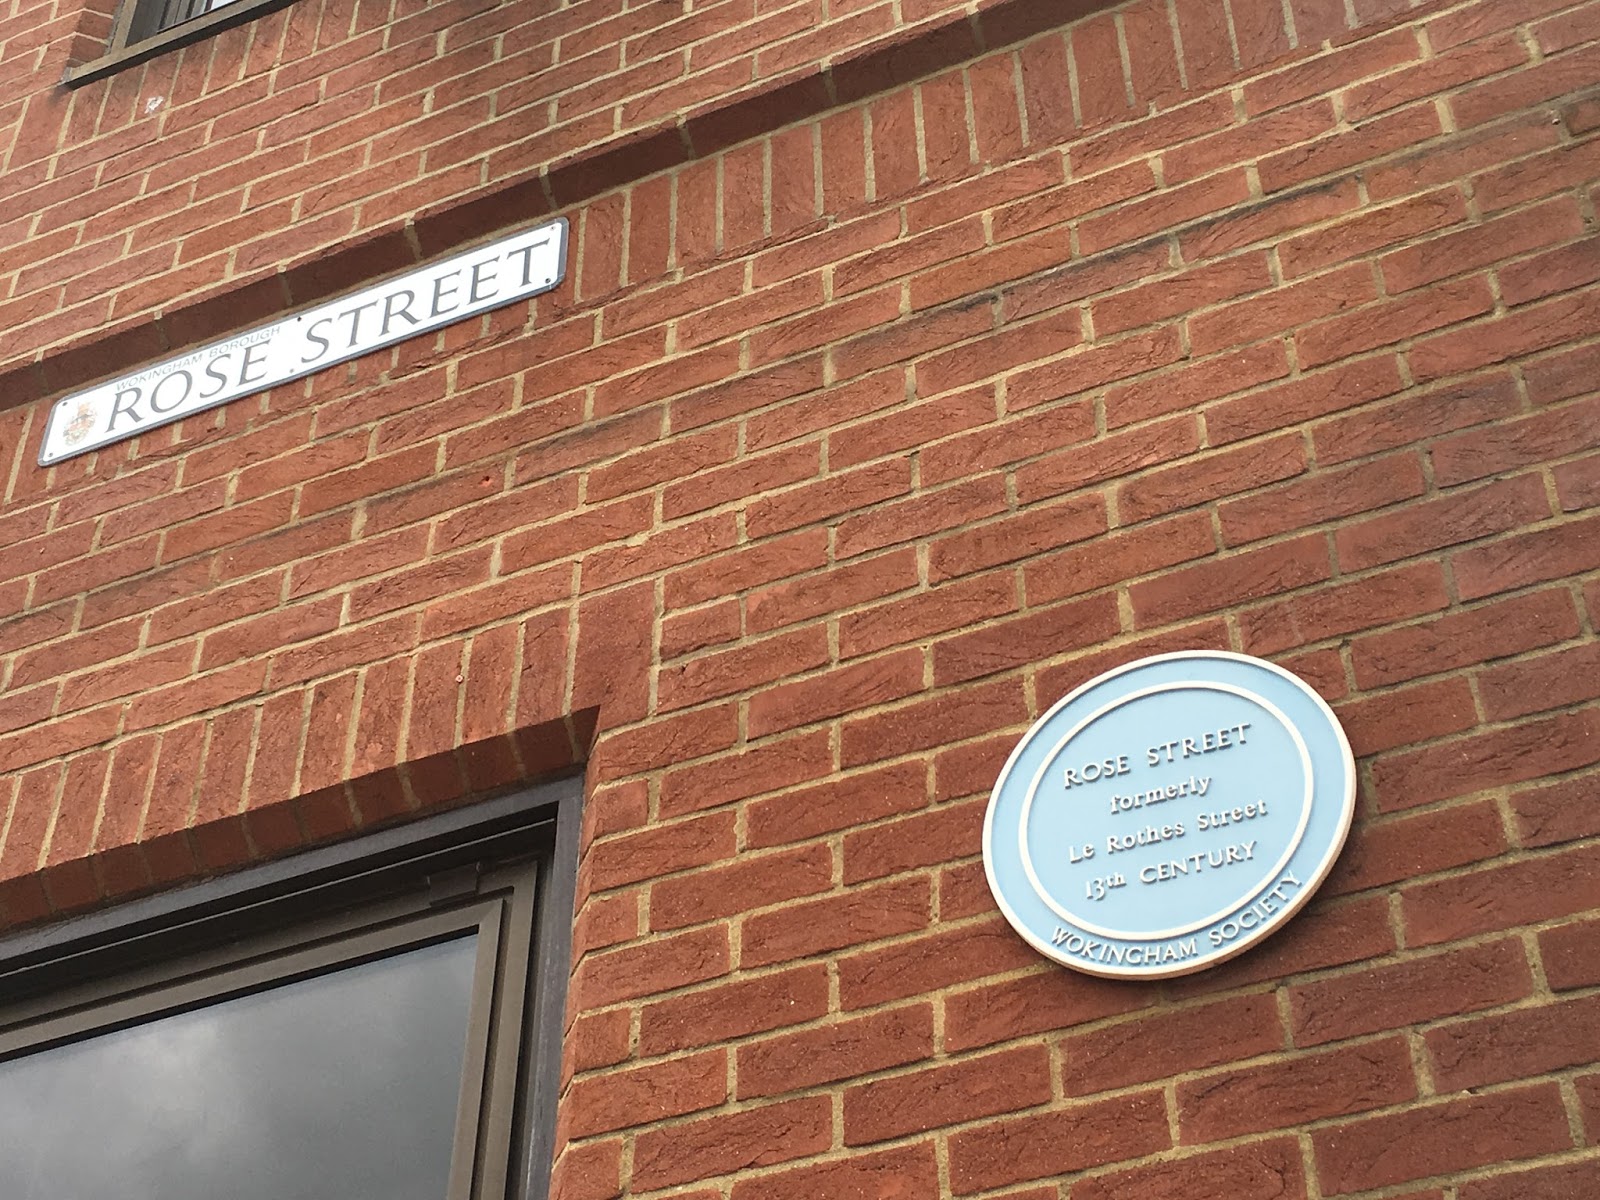 WOKINGHAM BOROUGH
ROSE STREET
ROSE STREET
formerly
Le Rothes Street
13th CENTURY
WOKINGHAM SOCIETY